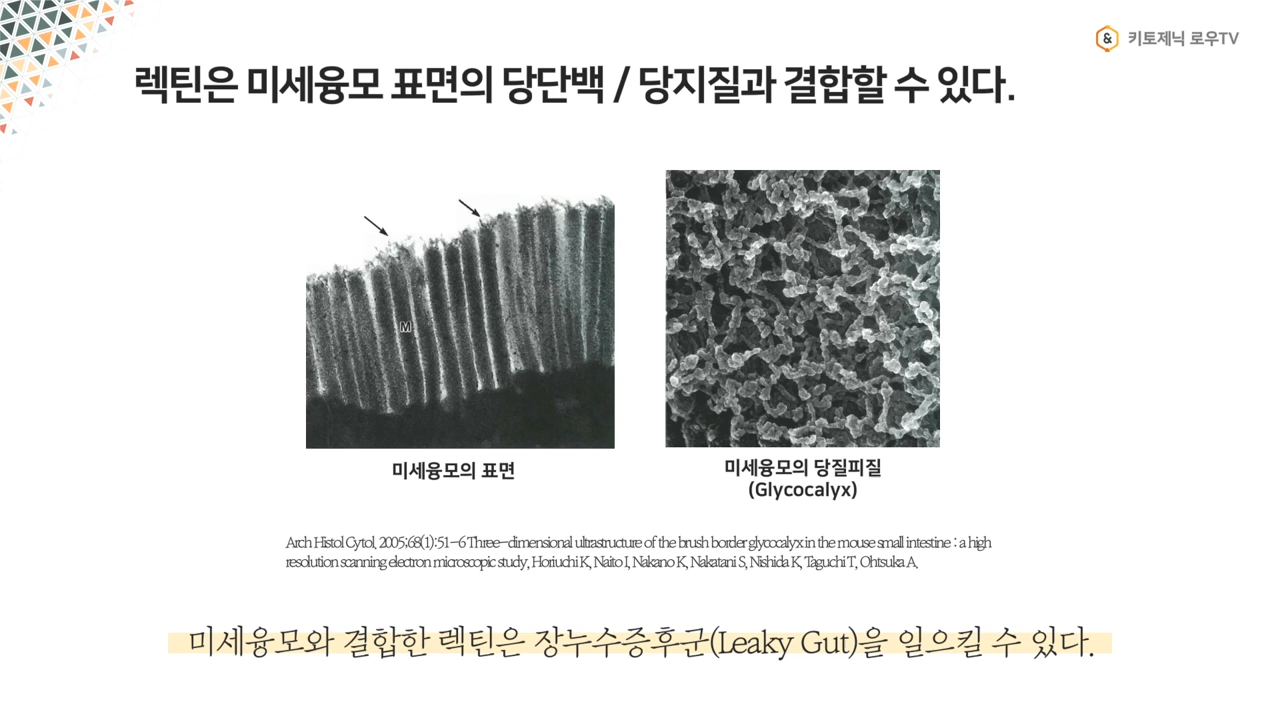 키토제닉 로우TV
렉틴은 미세융모 표면의 당단백 / 당지질과 결합할 수 있다.
M
미세융모의 표면
미세융모의 당질피질
(Glycocalyx)
Arch Histol Cytol. 2005;68(1):51-6 Three-dimensional ultrastructure of the brush border glycocalyx in the mouse small intestine : a high
resolution scanning electron microscopic study, Horiuchi K, Naito I, Nakano K, Nakatani S, Nishida K, Taguchi T, Ohtsuka A.
미세융모와 결합한 렉틴은 장누수증후군(Leaky Gut)을 일으킬 수 있다.